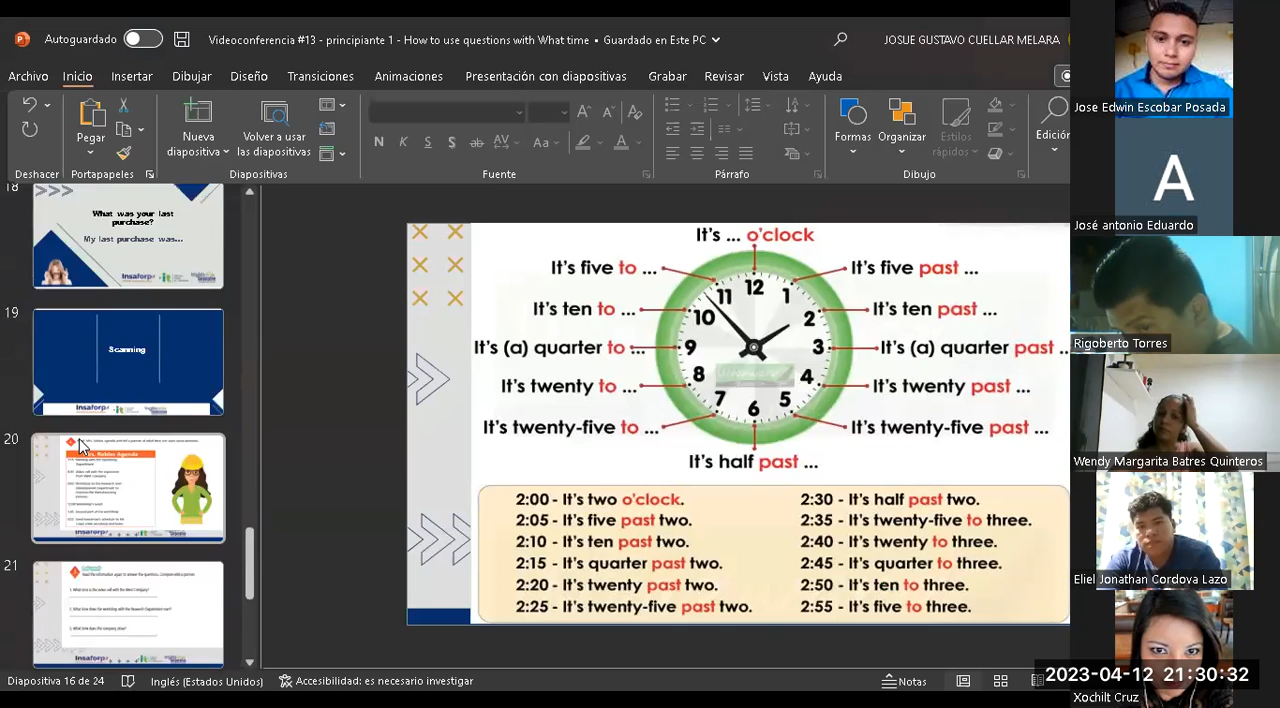 Autoguardado
Videoconferencia #13 - principiante 1 - How to use questions with What time • Guardado en Este PC
JOSUE GUSTAVO CUELLAR MELARA
Archivo Inicio Insertar Dibujar Diseño Transiciones Animaciones Presentación con diapositivas Grabar Revisar Vista Ayuda
Pegar
Nueva diapositiva
Volver a usar las diapositivas
Formas
Organizar
Estilos rápidos
Edición
Deshacer Portapapeles Diapositivas Fuente Párrafo Dibujo
18
What was your last
purchase?
My last purchase was...
Insaforp
19
Scanning
Insaforp
20
21
Insaforp
It's ... o'clock
It's five to ...
It's five past ...
It's ten to ...
It's ten past ...
It's (a) quarter to ...
It's (a) quarter past ..
It's twenty to ...
It's twenty past ...
It's twenty-five to ...
It's twenty-five past ...
It's half past ...
12 1 2 3 4 5 6 7 8 9 10 11
2:00 - It's two o'clock.
2:05 - It's five past two.
2:10 - It's ten past two.
2:15 - It's quarter past two.
2:20 - It's twenty past two.
2:25 - It's twenty-five past two.
2:30 - It's half past two.
2:35 - It's twenty-five to three.
2:40 - It's twenty to three.
2:45 - It's quarter to three.
2:50 - It's ten to three.
2:55 - It's five to three.
Diapositiva 16 de 24
Inglés (Estados Unidos)
Accesibilidad: es necesario investigar
Notas
Jose Edwin Escobar Posada
A
José antonio Eduardo
Rigoberto Torres
Wendy Margarita Batres Quinteros
Eliel Jonathan Cordova Lazo
2023-04-12 21:30:32
Xochilt Cruz